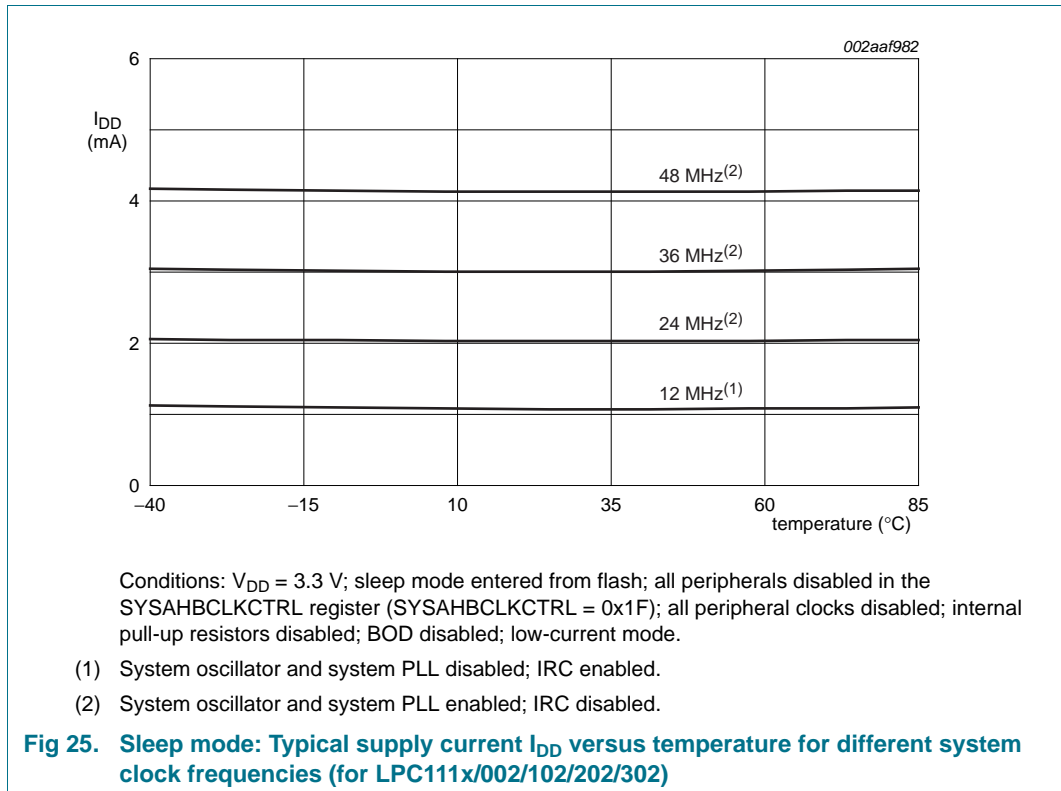 002aaf982
6
I_DD
(mA)
48 MHz(2)
4
36 MHz(2)
24 MHz(2)
2
12 MHz(1)
0
−40
−15
10
35
60
85
temperature (°C)
Conditions: V_DD = 3.3 V; sleep mode entered from flash; all peripherals disabled in the
SYSAHBCLKCTRL register (SYSAHBCLKCTRL = 0x1F); all peripheral clocks disabled; internal
pull-up resistors disabled; BOD disabled; low-current mode.
(1) System oscillator and system PLL disabled; IRC enabled.
(2) System oscillator and system PLL enabled; IRC disabled.
Fig 25. Sleep mode: Typical supply current I_DD versus temperature for different system
clock frequencies (for LPC111x/002/102/202/302)